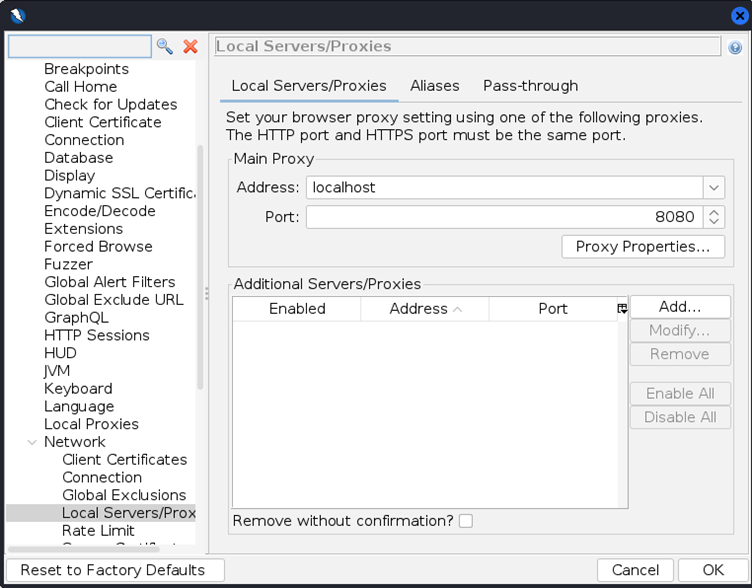 Local Servers/Proxies
Breakpoints
Call Home
Check for Updates
Client Certificate
Connection
Database
Display
Dynamic SSL Certific
Encode/Decode
Extensions
Forced Browse
Fuzzer
Global Alert Filters
Global Exclude URL
GraphQL
HTTP Sessions
HUD
JVM
Keyboard
Language
Local Proxies
Network
Client Certificates
Connection
Global Exclusions
Local Servers/Prox
Rate Limit
Local Servers/Proxies Aliases Pass-through
Set your browser proxy setting using one of the following proxies.
The HTTP port and HTTPS port must be the same port.
Main Proxy
Address: localhost
Port: 8080
Proxy Properties...
Additional Servers/Proxies
Enabled Address Port
Add...
Modify...
Remove
Enable All
Disable All
Remove without confirmation?
Reset to Factory Defaults Cancel OK